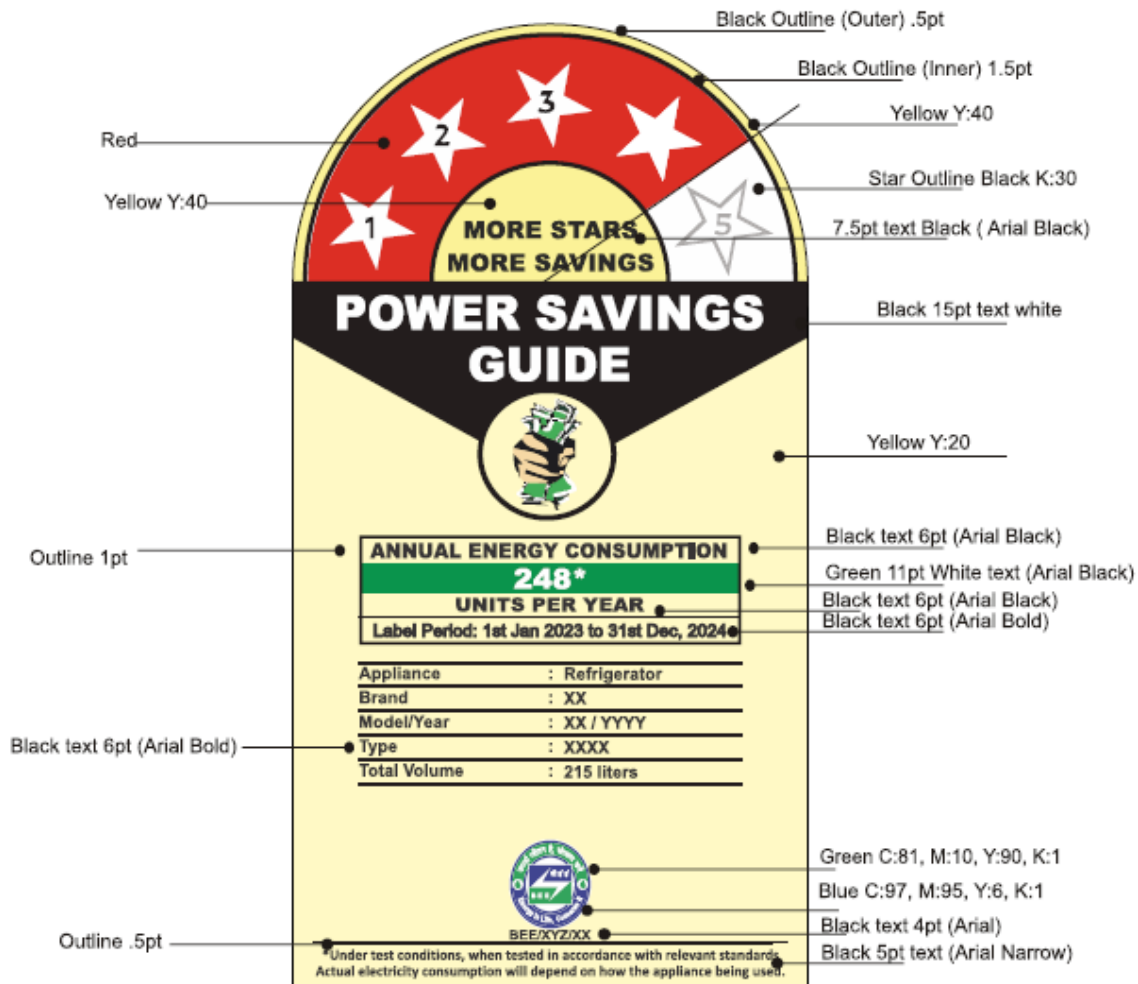 Black Outline (Outer) .5pt
Black Outline (Inner) 1.5pt
Yellow Y:40
Red
Star Outline Black K:30
Yellow Y:40
7.5pt text Black ( Arial Black)
1
2
3
5
MORE STARS
MORE SAVINGS
POWER SAVINGS
GUIDE
Black 15pt text white
Yellow Y:20
Outline 1pt
ANNUAL ENERGY CONSUMPTION
Black text 6pt (Arial Black)
248*
Green 11pt White text (Arial Black)
UNITS PER YEAR
Black text 6pt (Arial Black)
Label Period: 1st Jan 2023 to 31st Dec, 2024
Black text 6pt (Arial Bold)
Appliance : Refrigerator
Brand : XX
Model/Year : XX / YYYY
Black text 6pt (Arial Bold)
Type : XXXX
Total Volume : 215 liters
Green C:81, M:10, Y:90, K:1
Blue C:97, M:95, Y:6, K:1
BEE/XYZ/XX
Black text 4pt (Arial)
Outline .5pt
*Under test conditions, when tested in accordance with relevant standards
Actual electricity consumption will depend on how the appliance being used.
Black 5pt text (Arial Narrow)